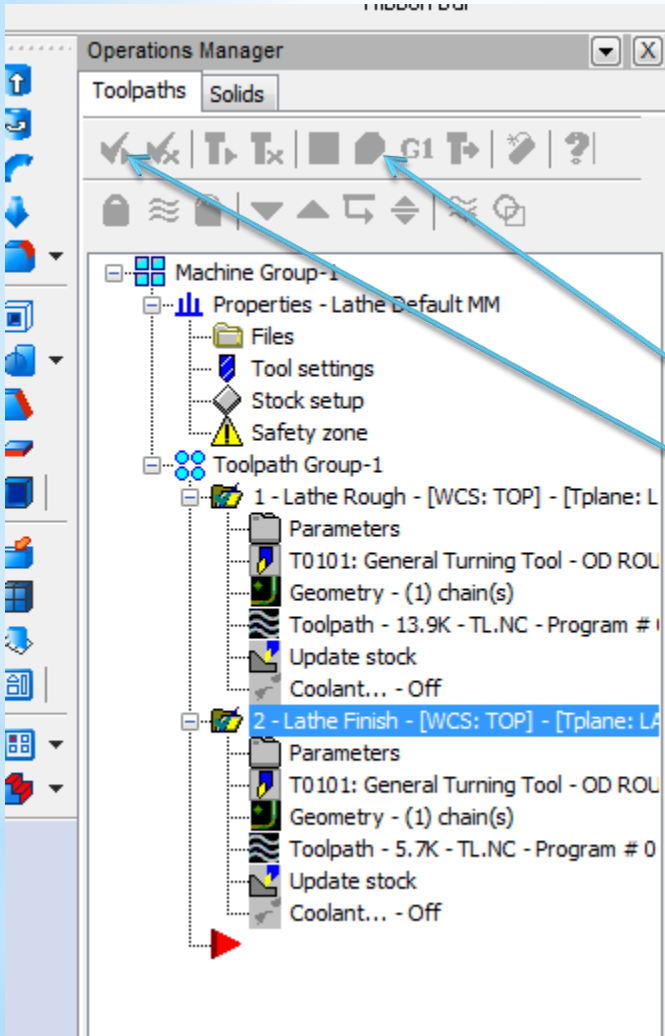 Ribbon Bar
Operations Manager
Toolpaths Solids
G1
Machine Group-1
Properties - Lathe Default MM
Files
Tool settings
Stock setup
Safety zone
Toolpath Group-1
1 - Lathe Rough - [WCS: TOP] - [Tplane: L
Parameters
T0101: General Turning Tool - OD ROU
Geometry - (1) chain(s)
Toolpath - 13.9K - TL.NC - Program #
Update stock
Coolant... - Off
2 - Lathe Finish - [WCS: TOP] - [Tplane: LA
Parameters
T0101: General Turning Tool - OD ROU
Geometry - (1) chain(s)
Toolpath - 5.7K - TL.NC - Program # 0
Update stock
Coolant... - Off